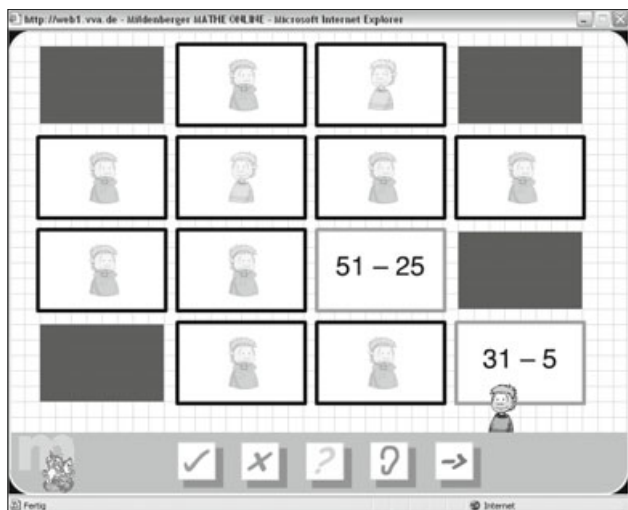 http://web1.vva.de - Mildenberger MATHE ONLINE - Microsoft Internet Explorer
51 – 25
31 – 5
m
Fertig
Internet